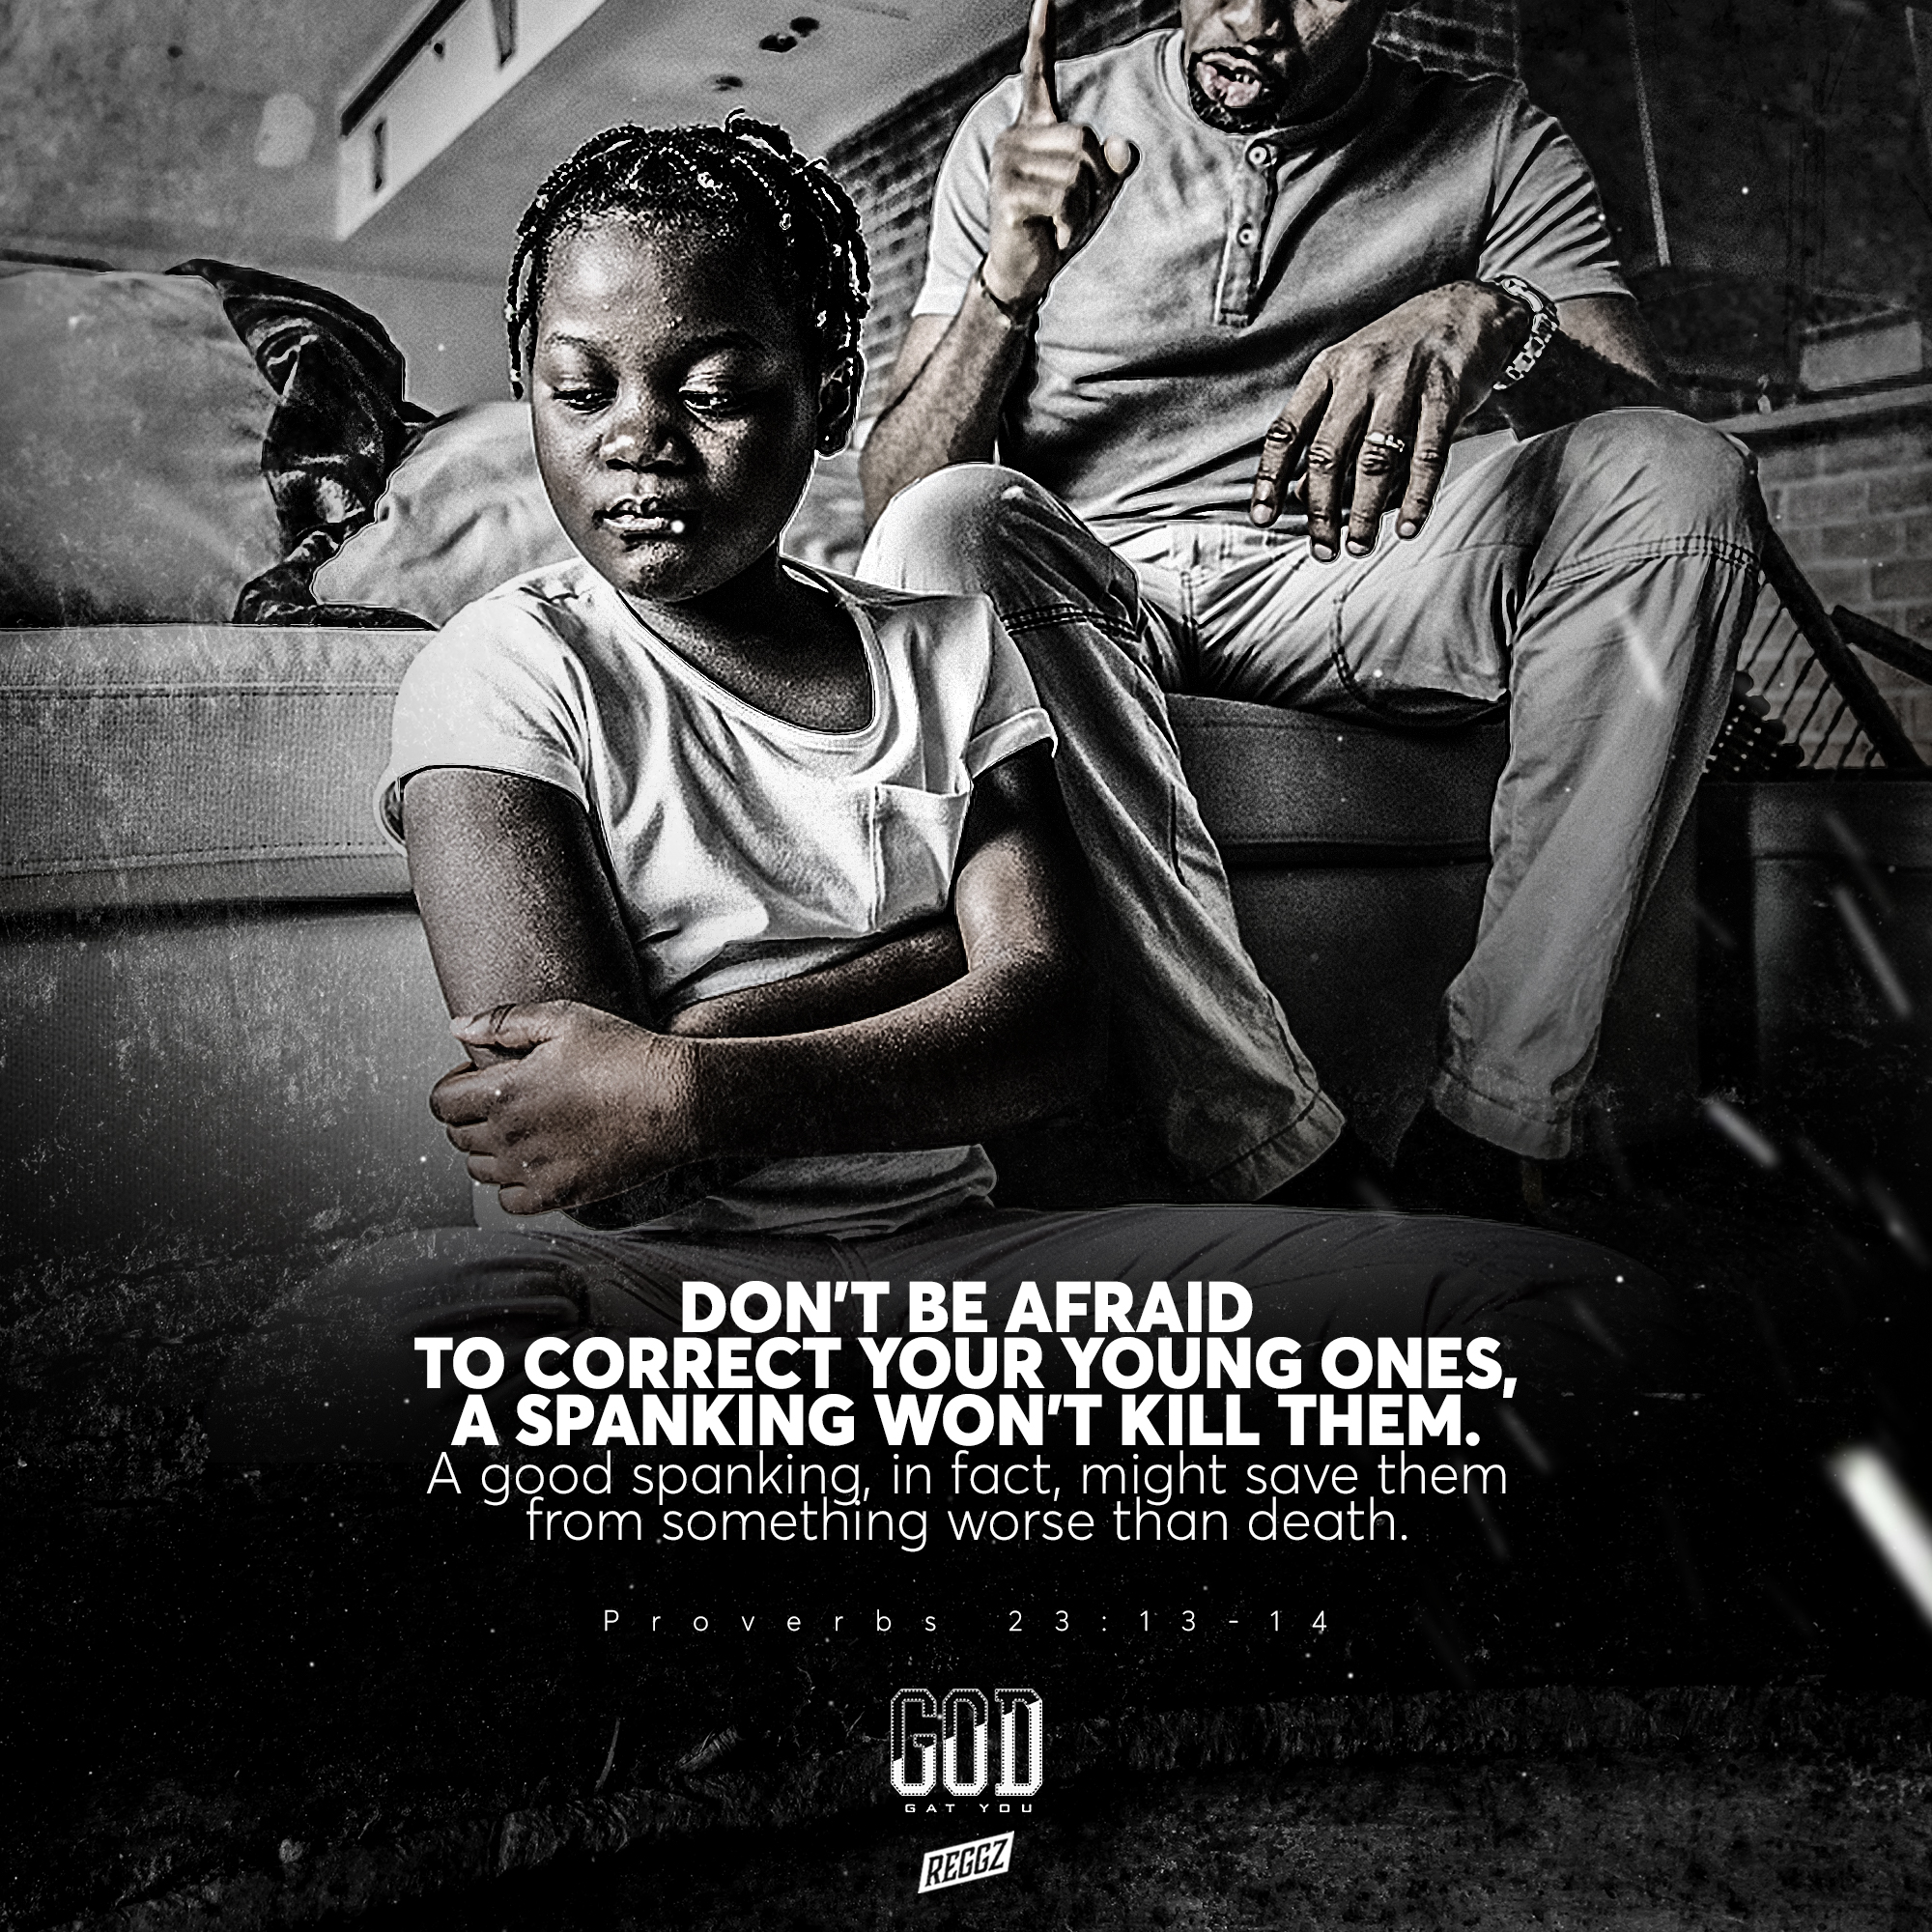 DON'T BE AFRAID
TO CORRECT YOUR YOUNG ONES,
A SPANKING WON'T KILL THEM.
A good spanking, in fact, might save them
from something worse than death.
Proverbs 23:13-14
GOD
GAT YOU
REGGZ